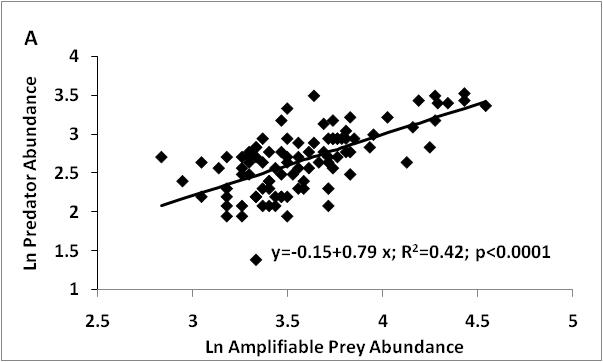 A
4
3.5
3
2.5
2
1.5
1
Ln Predator Abundance
y=-0.15+0.79 x; R²=0.42; p<0.0001
2.5 3 3.5 4 4.5 5
Ln Amplifiable Prey Abundance